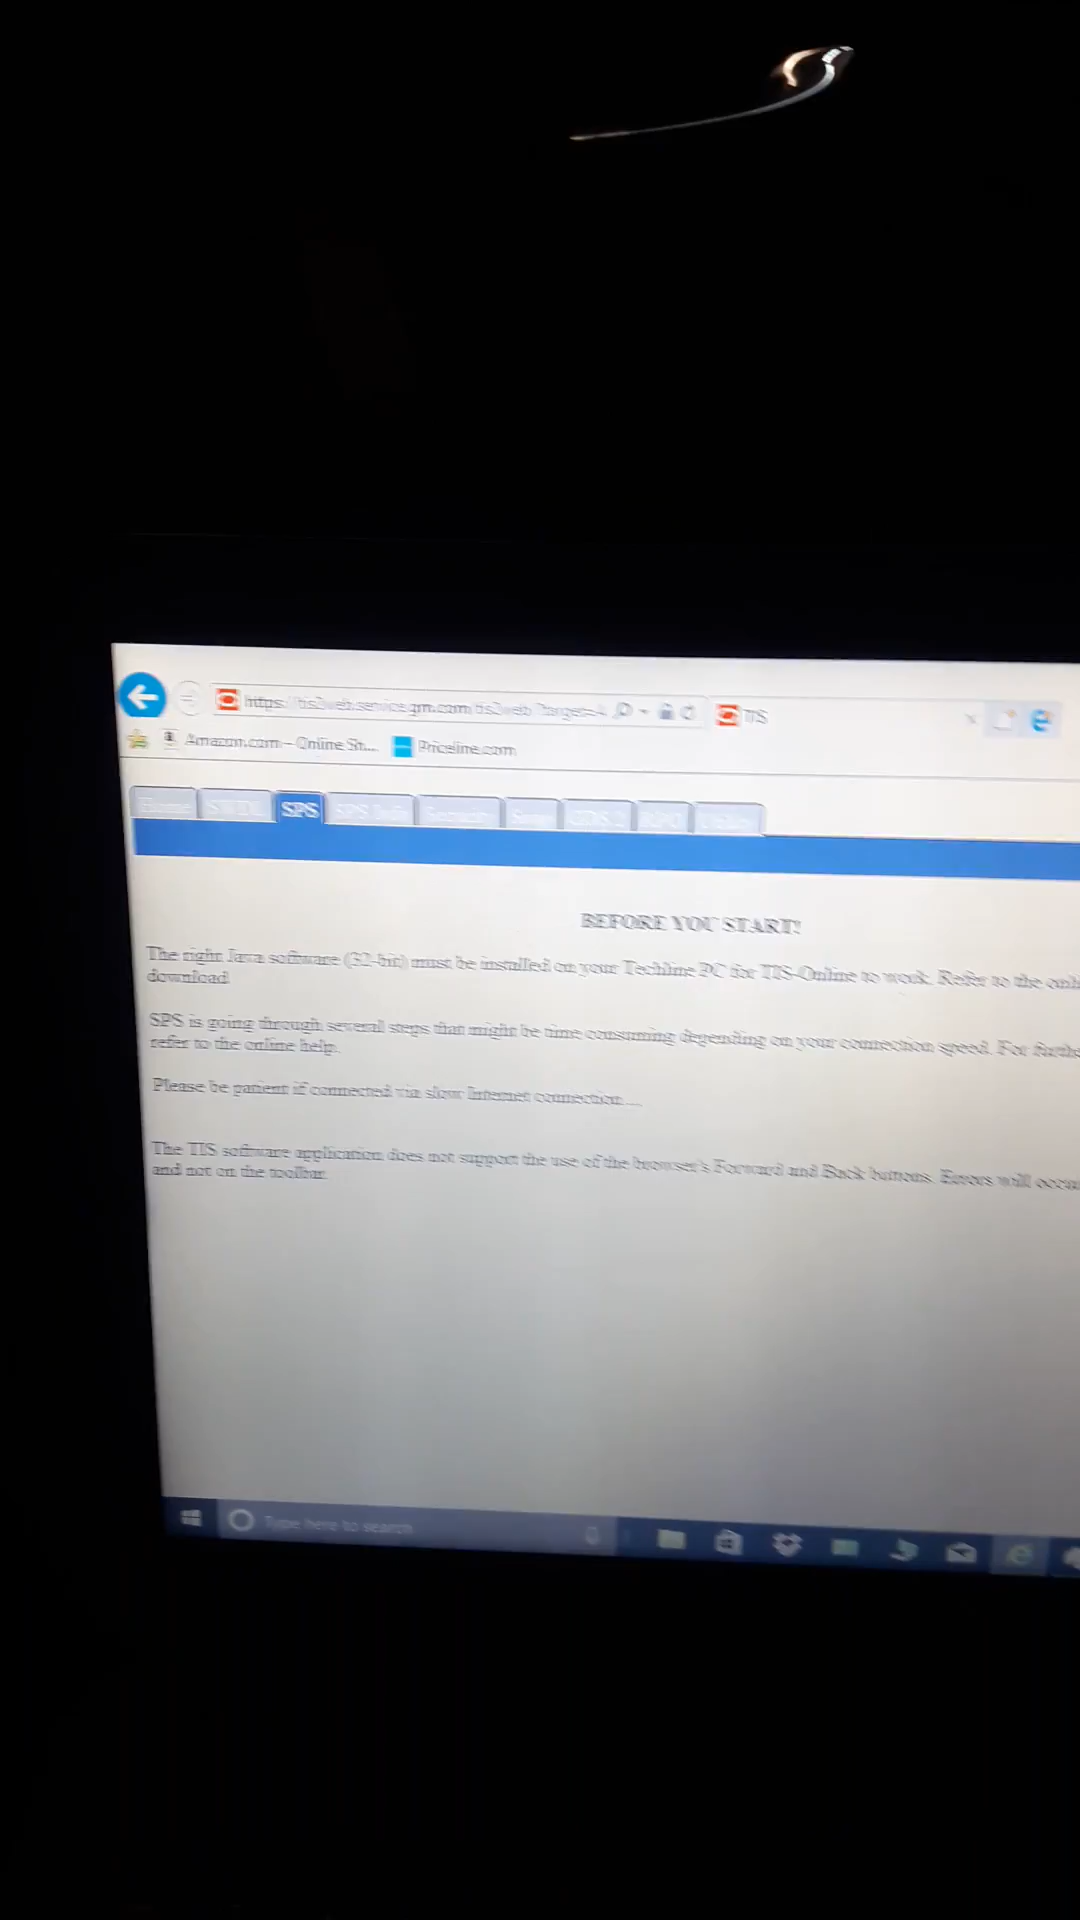 https://tis2web.service.gm.com/tis2web/?target=
TIS
Amazon.com – Online Sh...
Priceline.com
Home
SPS
SPS Info
BEFORE YOU START!
The right Java software (32-bit) must be installed on your Techline PC for TIS-Online to work. Refer to the
download
SPS is going through several steps that might be time consuming depending on your connection speed. For
refer to the online help.
Please be patient if connected via slow Internet connection....
The TIS software application does not support the use of the browser's Forward and Back buttons. Errors will
and not on the toolbar.
Type here to search